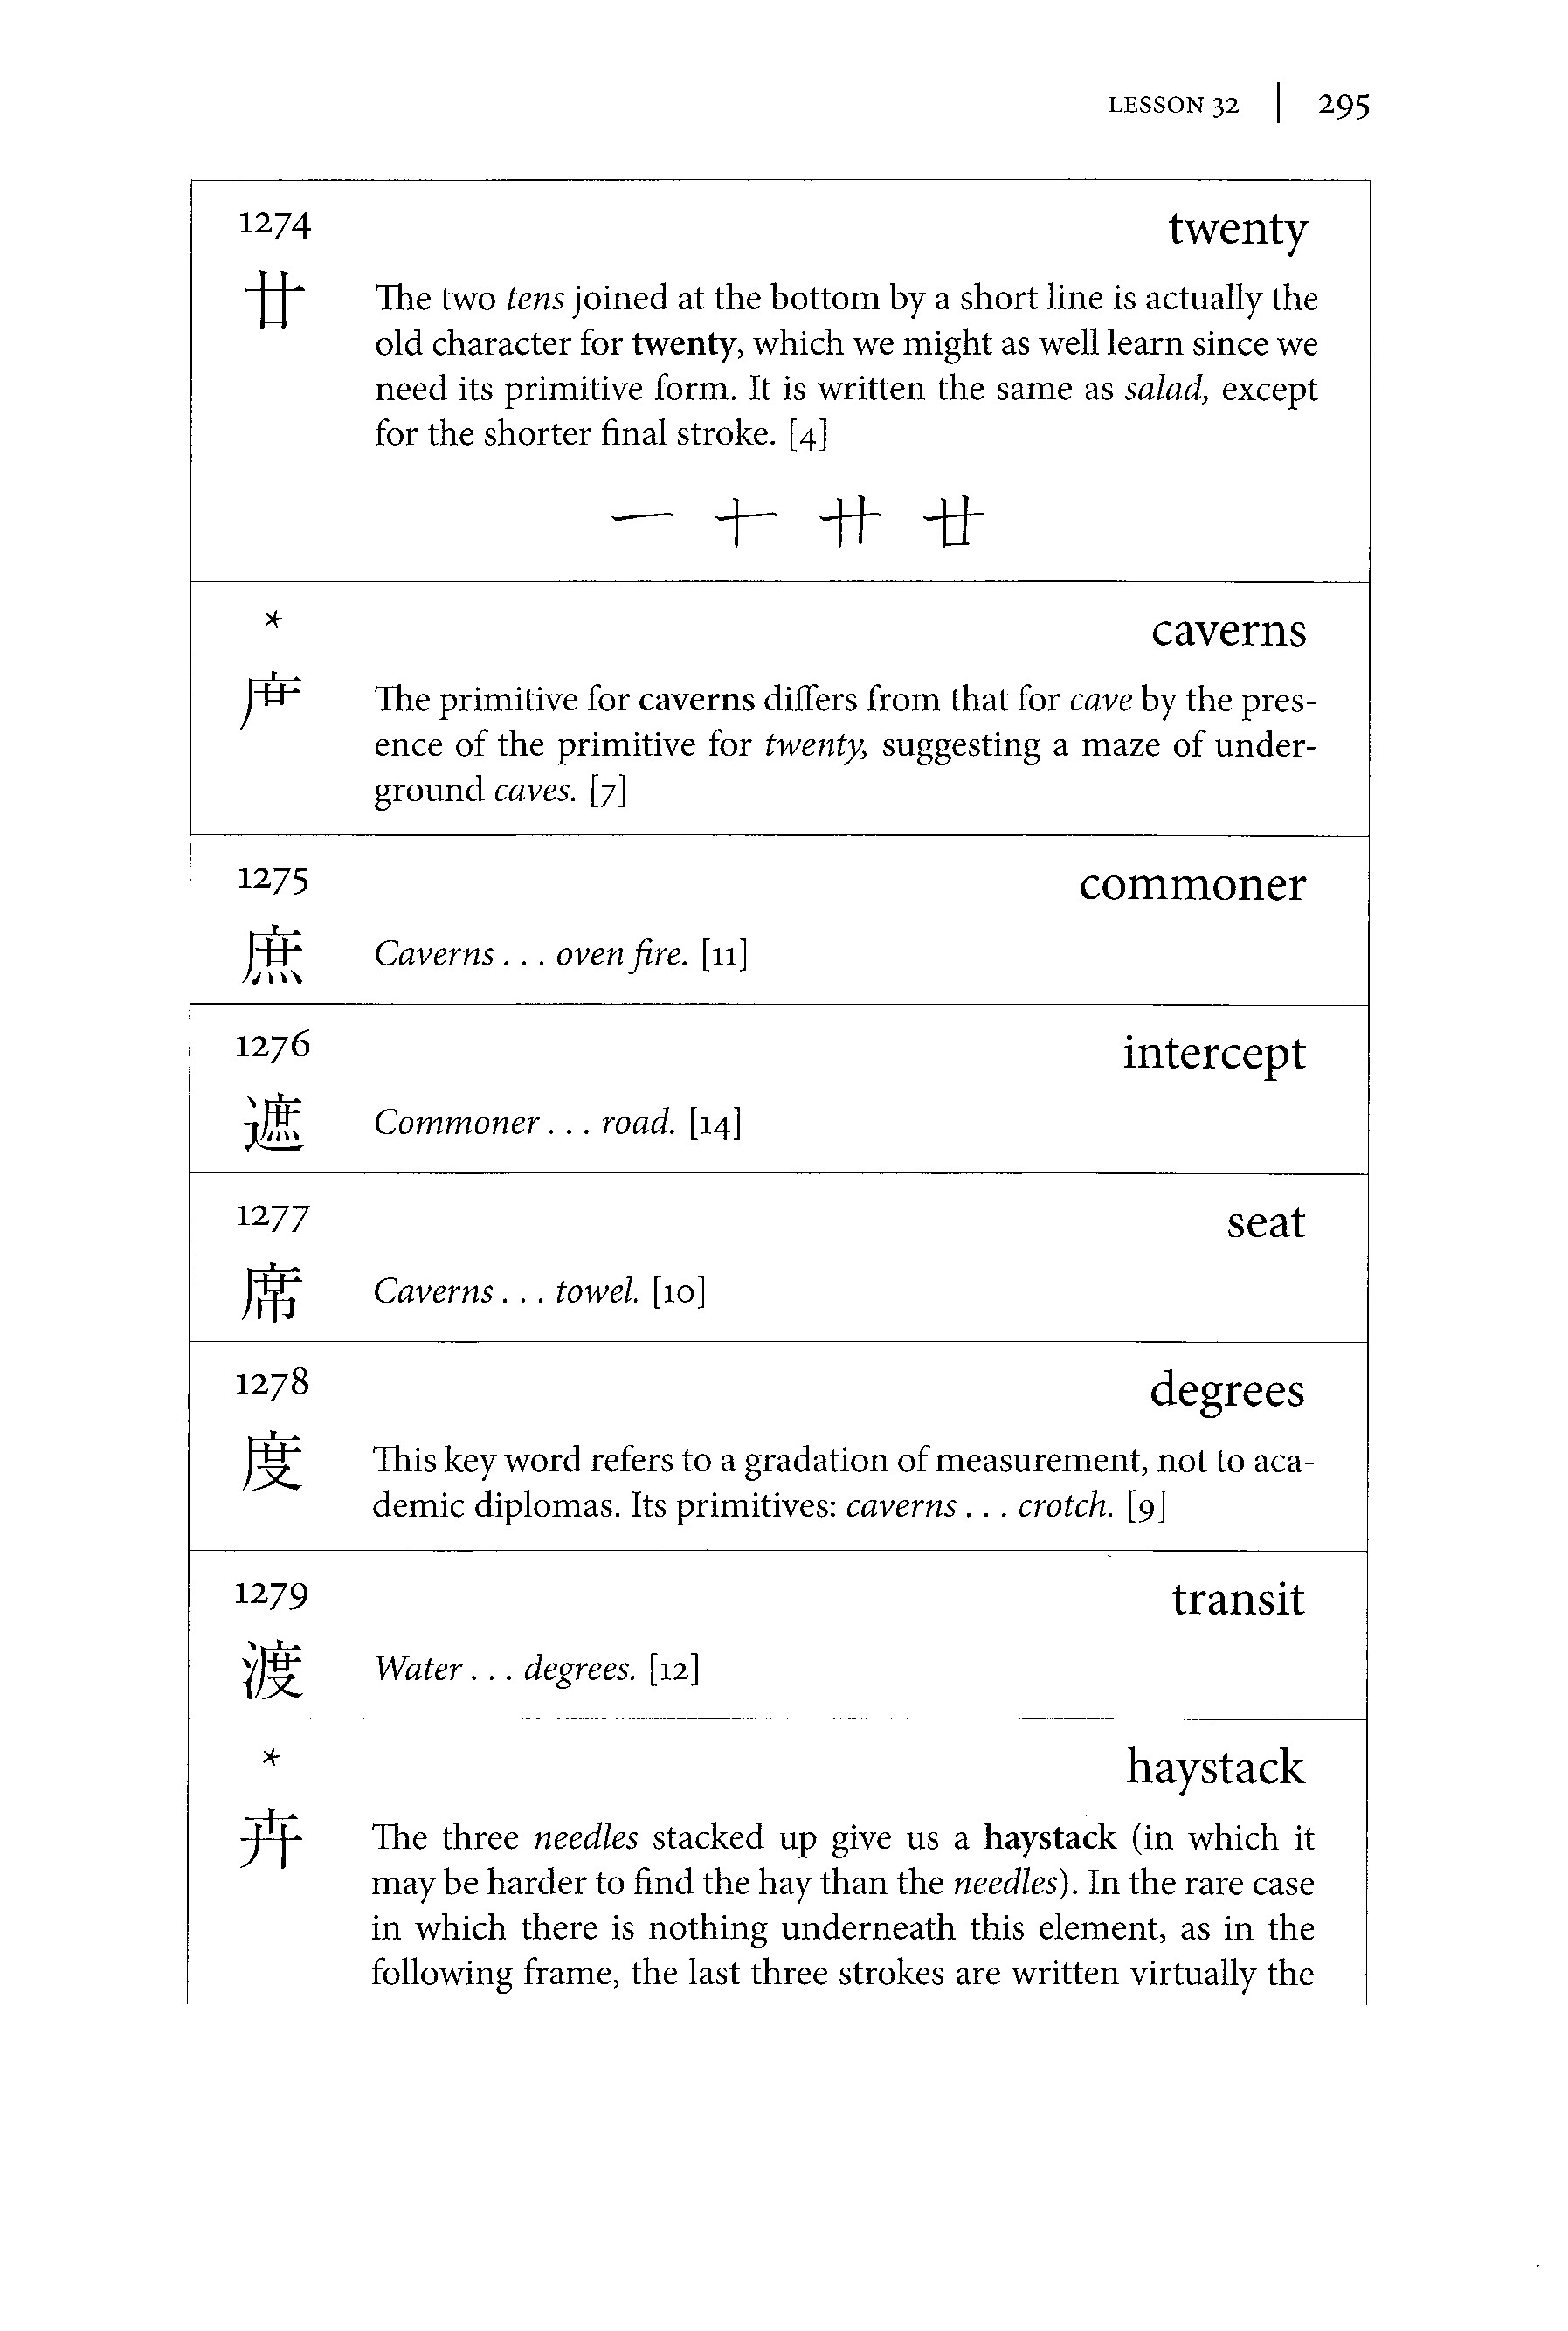 LESSON 32 | 295
1274 twenty
廿 The two tens joined at the bottom by a short line is actually the
old character for twenty, which we might as well learn since we
need its primitive form. It is written the same as salad, except
for the shorter final stroke. [4]
一 十 卄 廿
* caverns
The primitive for caverns differs from that for cave by the pres-
ence of the primitive for twenty, suggesting a maze of under-
ground caves. [7]
1275 commoner
庶 Caverns . . . oven fire. [11]
1276 intercept
遮 Commoner . . . road. [14]
1277 seat
席 Caverns . . . towel. [10]
1278 degrees
度 This key word refers to a gradation of measurement, not to aca-
demic diplomas. Its primitives: caverns . . . crotch. [9]
1279 transit
渡 Water . . . degrees. [12]
* haystack
卉 The three needles stacked up give us a haystack (in which it
may be harder to find the hay than the needles). In the rare case
in which there is nothing underneath this element, as in the
following frame, the last three strokes are written virtually the